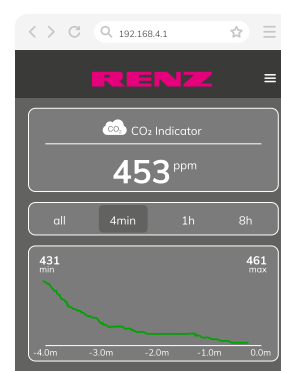 192.168.4.1
RENZ
CO₂ CO₂ Indicator
453 ppm
all 4min 1h 8h
431 461
min max
-4.0m -3.0m -2.0m -1.0m 0.0m